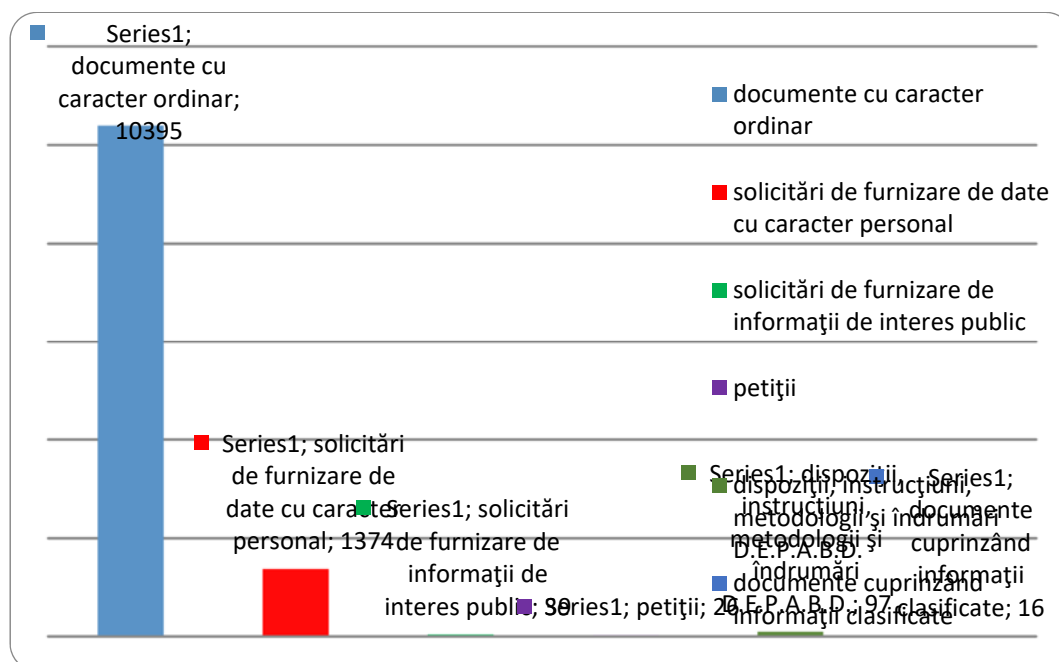 Series1;
documente cu
caracter ordinar;
10395
documente cu caracter
ordinar
solicitări de furnizare de date
cu caracter personal
solicitări de furnizare de
informaţii de interes public
petiţii
dispoziţii, instrucţiuni,
metodologii şi îndrumări
D.E.P.A.B.D.
documente cuprinzând
informaţii clasificate
Series1; solicitări
de furnizare de
date cu caracter
personal; 1374
Series1; solicitări
de furnizare de
informaţii de
interes public;
Series1; petiţii; 26
Series1; dispoziţii,
instrucţiuni,
metodologii şi
îndrumări
D.E.P.A.B.D.; 97
Series1;
documente
cuprinzând
informaţii
clasificate; 16